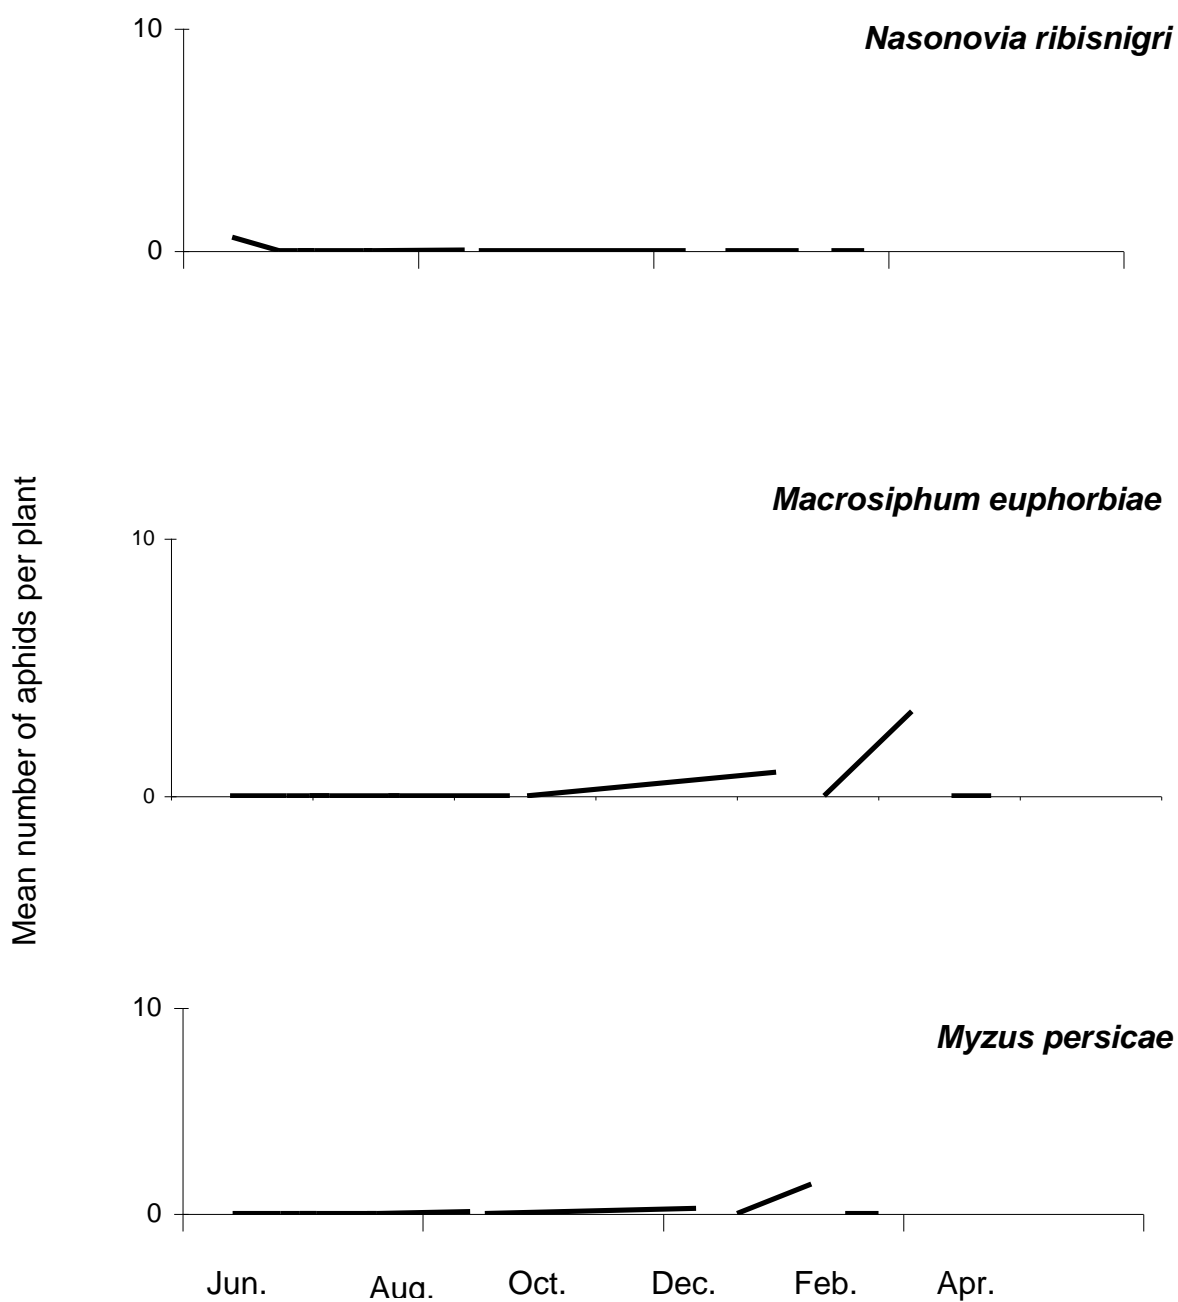 10
Nasonovia ribisnigri
0
Mean number of aphids per plant
Macrosiphum euphorbiae
10
0
10
Myzus persicae
0
Jun. Aug. Oct. Dec. Feb. Apr.